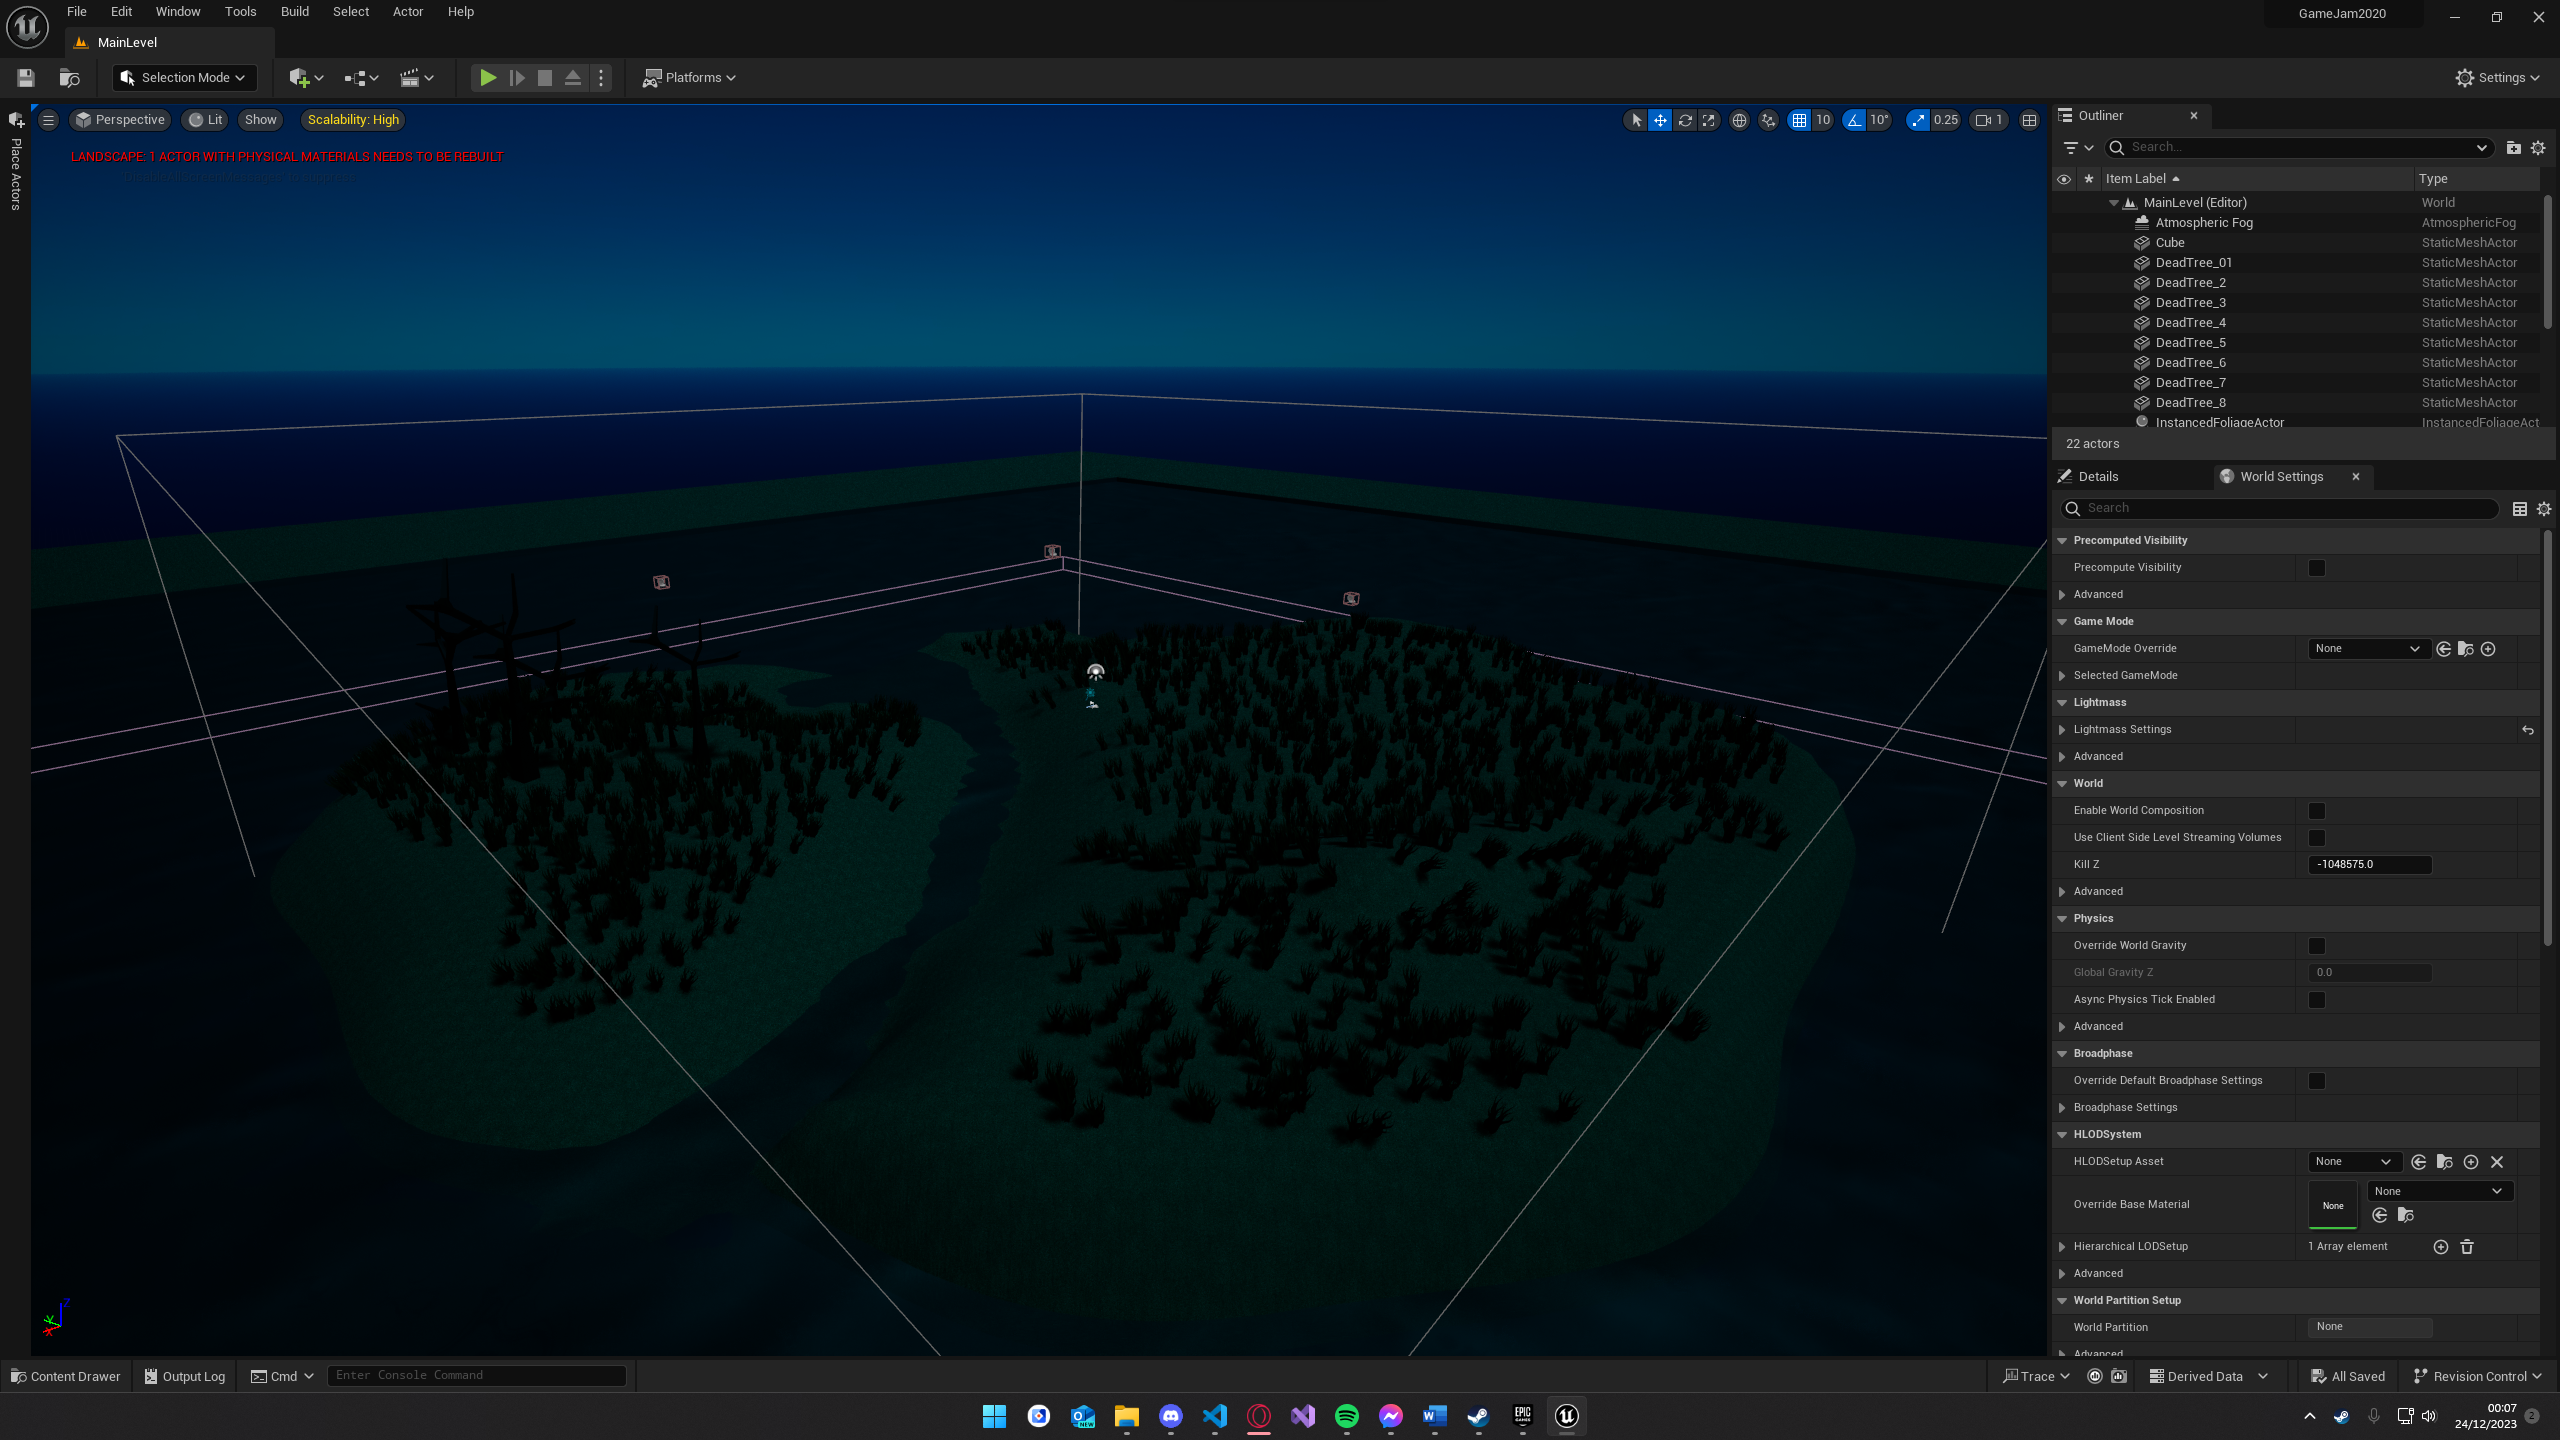 File Edit Window Tools Build Select Actor Help
GameJam2020
MainLevel
Selection Mode
Platforms
Settings
Place Actors
Perspective Lit Show Scalability: High
10 10° 0.25 1
LANDSCAPE: 1 ACTOR WITH PHYSICAL MATERIALS NEEDS TO BE REBUILT
Outliner
Search...
Item Label Type
MainLevel (Editor) World
Atmospheric Fog AtmosphericFog
Cube StaticMeshActor
DeadTree_01 StaticMeshActor
DeadTree_2 StaticMeshActor
DeadTree_3 StaticMeshActor
DeadTree_4 StaticMeshActor
DeadTree_5 StaticMeshActor
DeadTree_6 StaticMeshActor
DeadTree_7 StaticMeshActor
DeadTree_8 StaticMeshActor
InstancedFoliageActor InstancedFoliageAct
22 actors
Details World Settings
Search
Precomputed Visibility
Precompute Visibility
Advanced
Game Mode
GameMode Override None
Selected GameMode
Lightmass
Lightmass Settings
Advanced
World
Enable World Composition
Use Client Side Level Streaming Volumes
Kill Z -1048575.0
Advanced
Physics
Override World Gravity
Global Gravity Z 0.0
Async Physics Tick Enabled
Advanced
Broadphase
Override Default Broadphase Settings
Broadphase Settings
HLODSystem
HLODSetup Asset None
Override Base Material None None
Hierarchical LODSetup 1 Array element
Advanced
World Partition Setup
World Partition None
Advanced
Z
Y
X
Content Drawer Output Log Cmd Enter Console Command
Trace Derived Data All Saved Revision Control
NEW
EPIC GAMES
00:07
24/12/2023
2